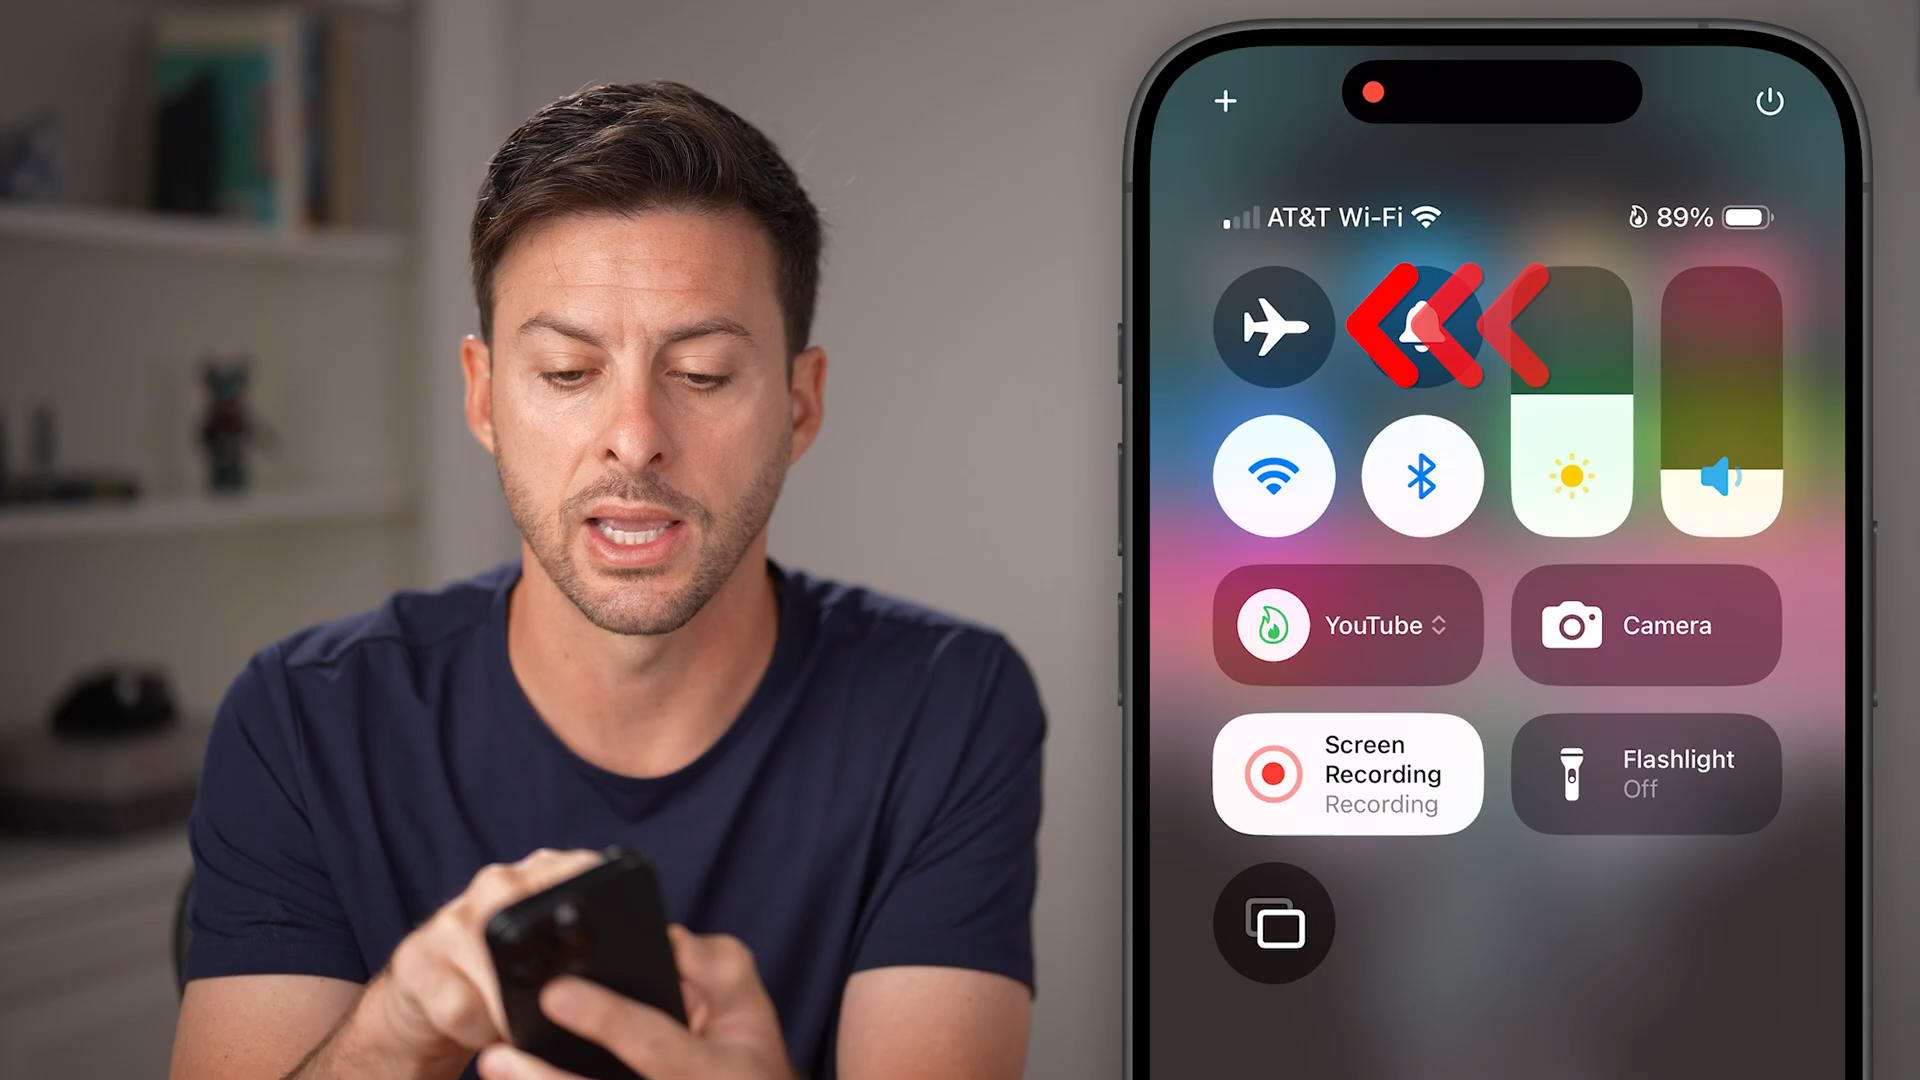 AT&T Wi-Fi
89%
YouTube
Camera
Screen
Recording
Recording
Flashlight
Off